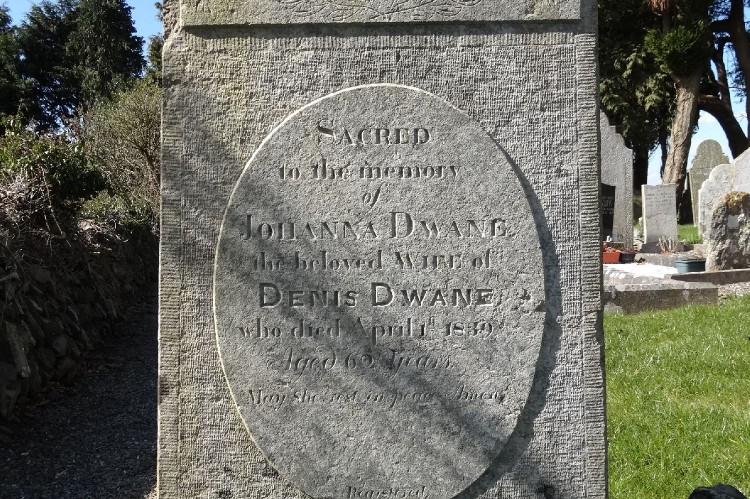 SACRED
to the memory
of
JOHANNA DWANE
the beloved WIFE of
DENIS DWANE
who died April 1st 1839
Aged 62 Years
May she rest in peace Amen